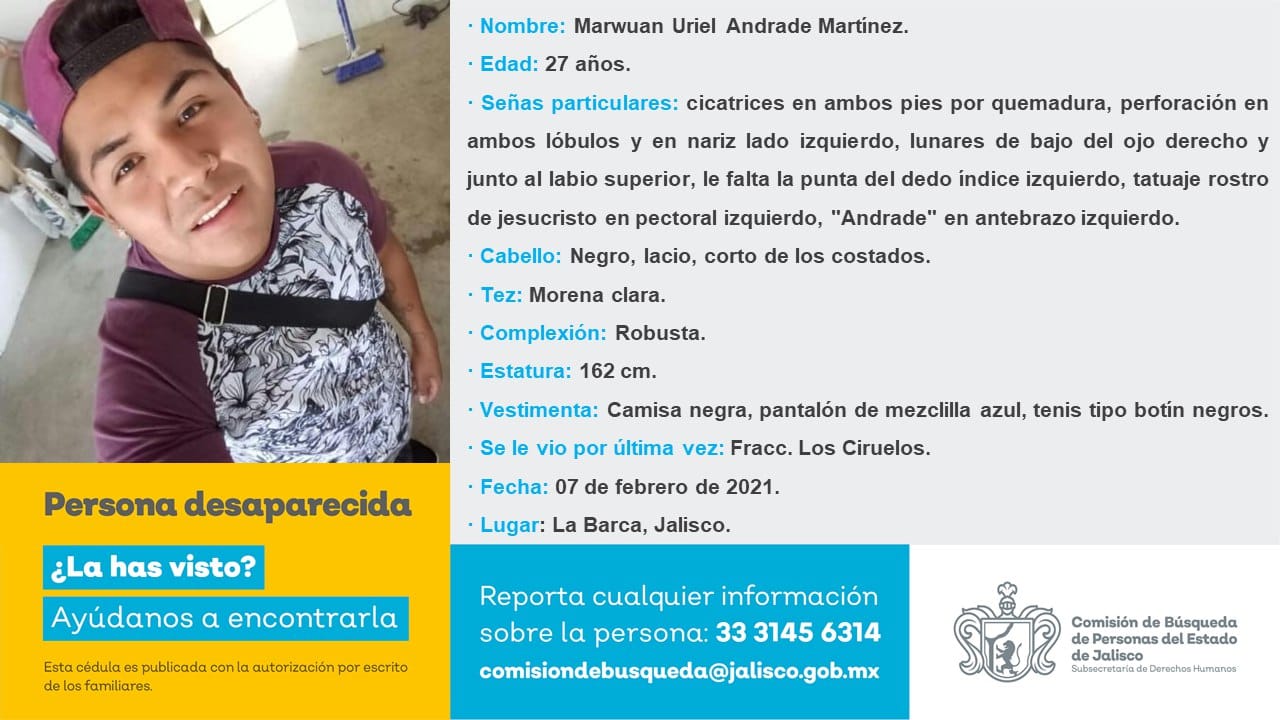 · Nombre: Marwuan Uriel Andrade Martínez.
· Edad: 27 años.
· Señas particulares: cicatrices en ambos pies por quemadura, perforación en
ambos lóbulos y en nariz lado izquierdo, lunares de bajo del ojo derecho y
junto al labio superior, le falta la punta del dedo índice izquierdo, tatuaje rostro
de jesucristo en pectoral izquierdo, "Andrade" en antebrazo izquierdo.
· Cabello: Negro, lacio, corto de los costados.
· Tez: Morena clara.
· Complexión: Robusta.
· Estatura: 162 cm.
· Vestimenta: Camisa negra, pantalón de mezclilla azul, tenis tipo botín negros.
· Se le vio por última vez: Fracc. Los Ciruelos.
· Fecha: 07 de febrero de 2021.
· Lugar: La Barca, Jalisco.
Persona desaparecida
¿La has visto?
Ayúdanos a encontrarla
Esta cédula es publicada con la autorización por escrito
de los familiares.
Reporta cualquier información
sobre la persona: 33 3145 6314
comisiondebusqueda@jalisco.gob.mx
Comisión de Búsqueda
de Personas del Estado
de Jalisco
Subsecretaría de Derechos Humanos